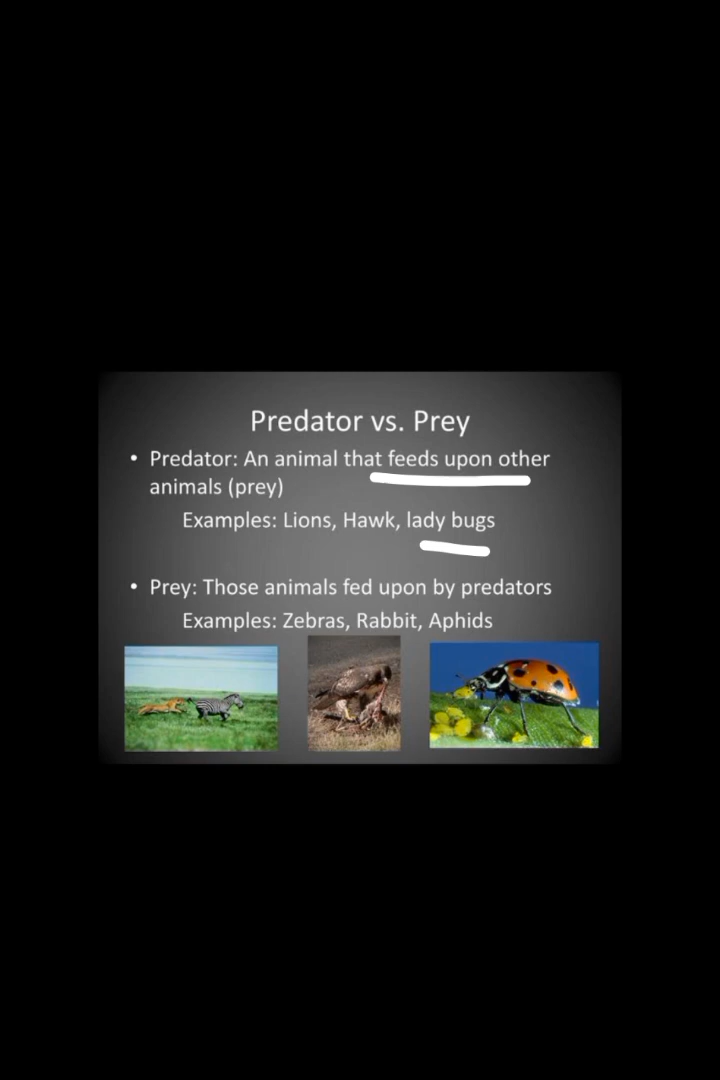 Predator vs. Prey
• Predator: An animal that feeds upon other
animals (prey)
Examples: Lions, Hawk, lady bugs
• Prey: Those animals fed upon by predators
Examples: Zebras, Rabbit, Aphids